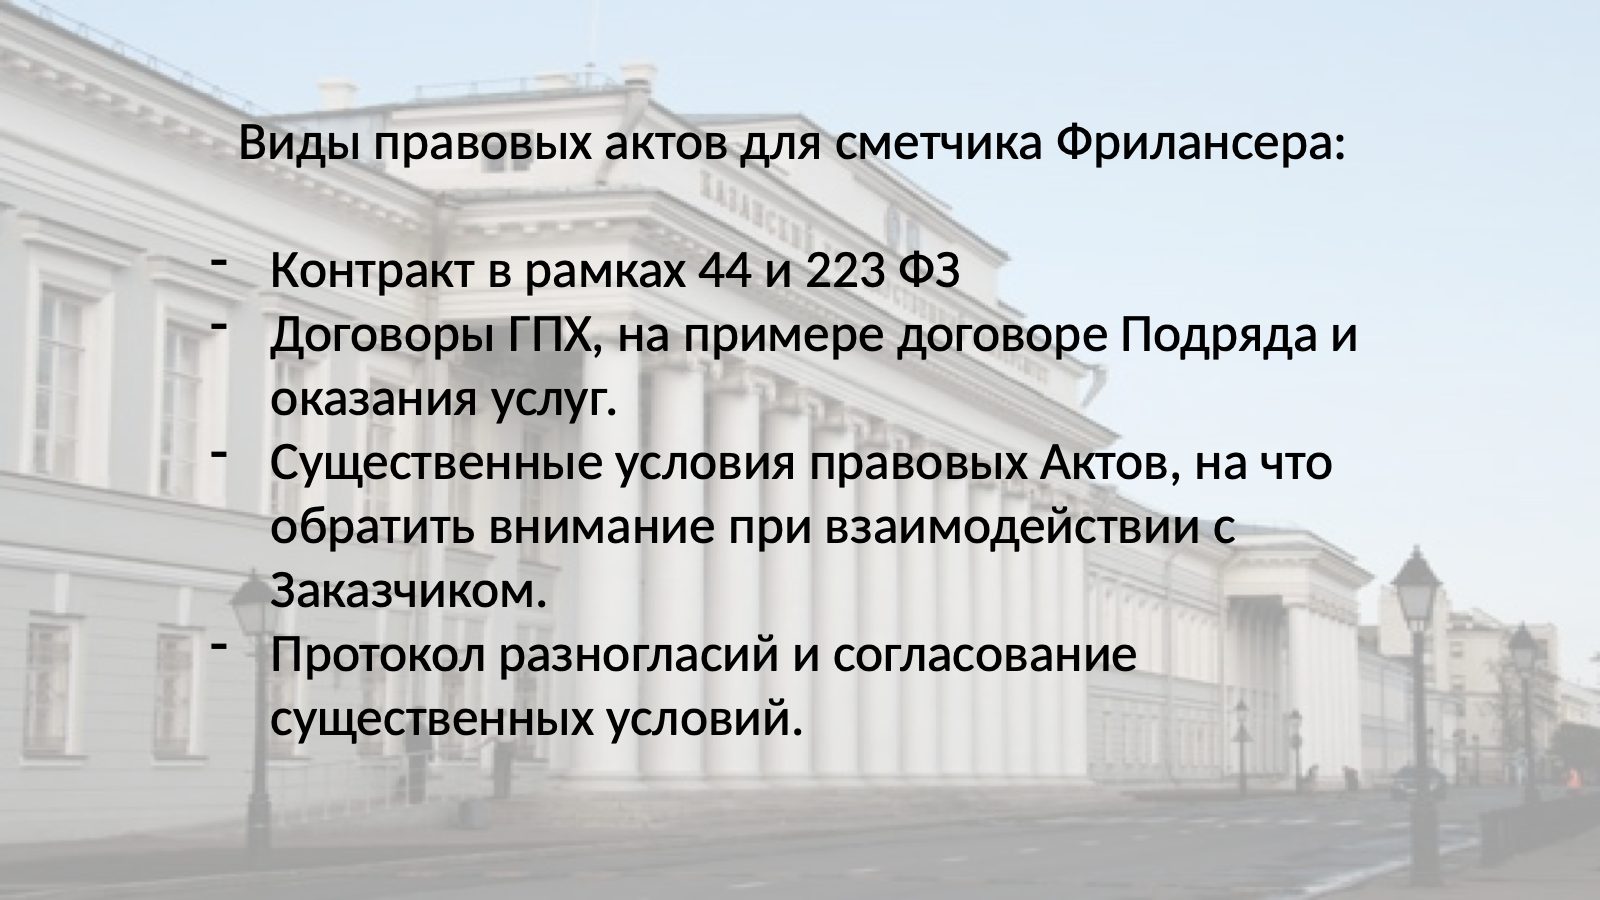 Виды правовых актов для сметчика Фрилансера:
- Контракт в рамках 44 и 223 ФЗ
- Договоры ГПХ, на примере договоре Подряда и
оказания услуг.
- Существенные условия правовых Актов, на что
обратить внимание при взаимодействии с
Заказчиком.
- Протокол разногласий и согласование
существенных условий.